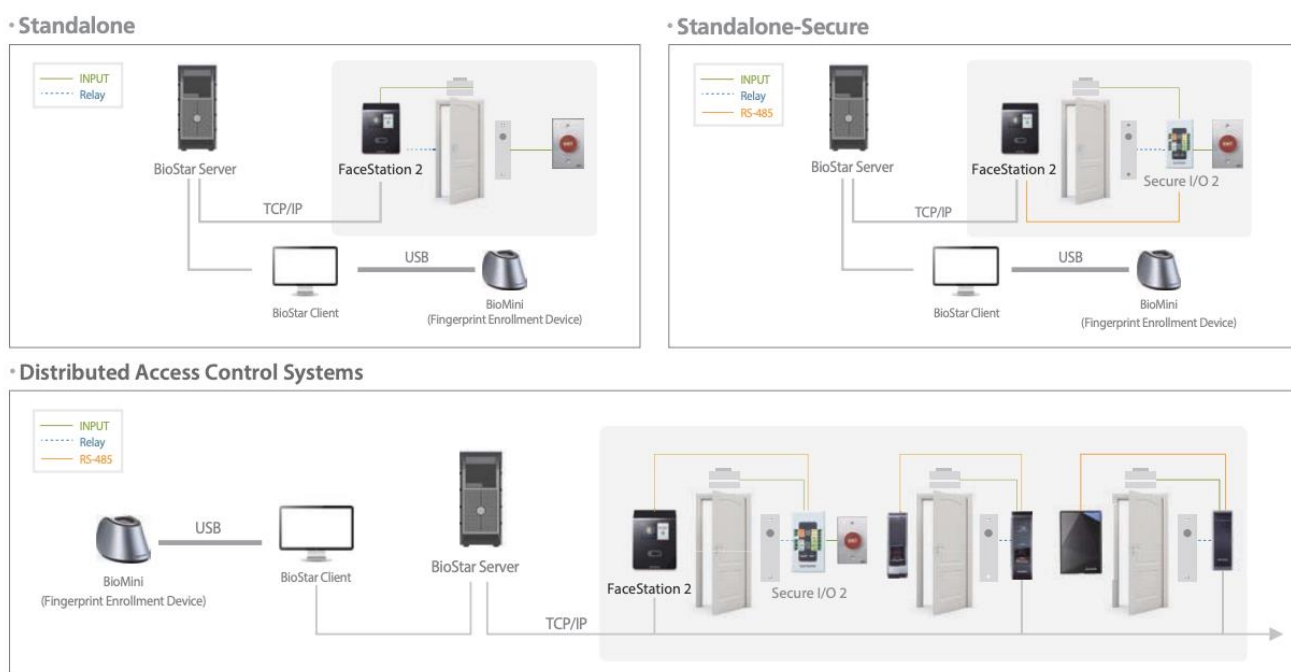 · Standalone
INPUT
Relay
BioStar Server
FaceStation 2
EXIT
TCP/IP
USB
BioStar Client
BioMini
(Fingerprint Enrollment Device)
· Standalone-Secure
INPUT
Relay
RS-485
BioStar Server
FaceStation 2
EXIT
Secure I/O 2
TCP/IP
USB
BioStar Client
BioMini
(Fingerprint Enrollment Device)
· Distributed Access Control Systems
INPUT
Relay
RS-485
USB
BioMini
(Fingerprint Enrollment Device)
BioStar Client
BioStar Server
FaceStation 2
EXIT
Secure I/O 2
TCP/IP